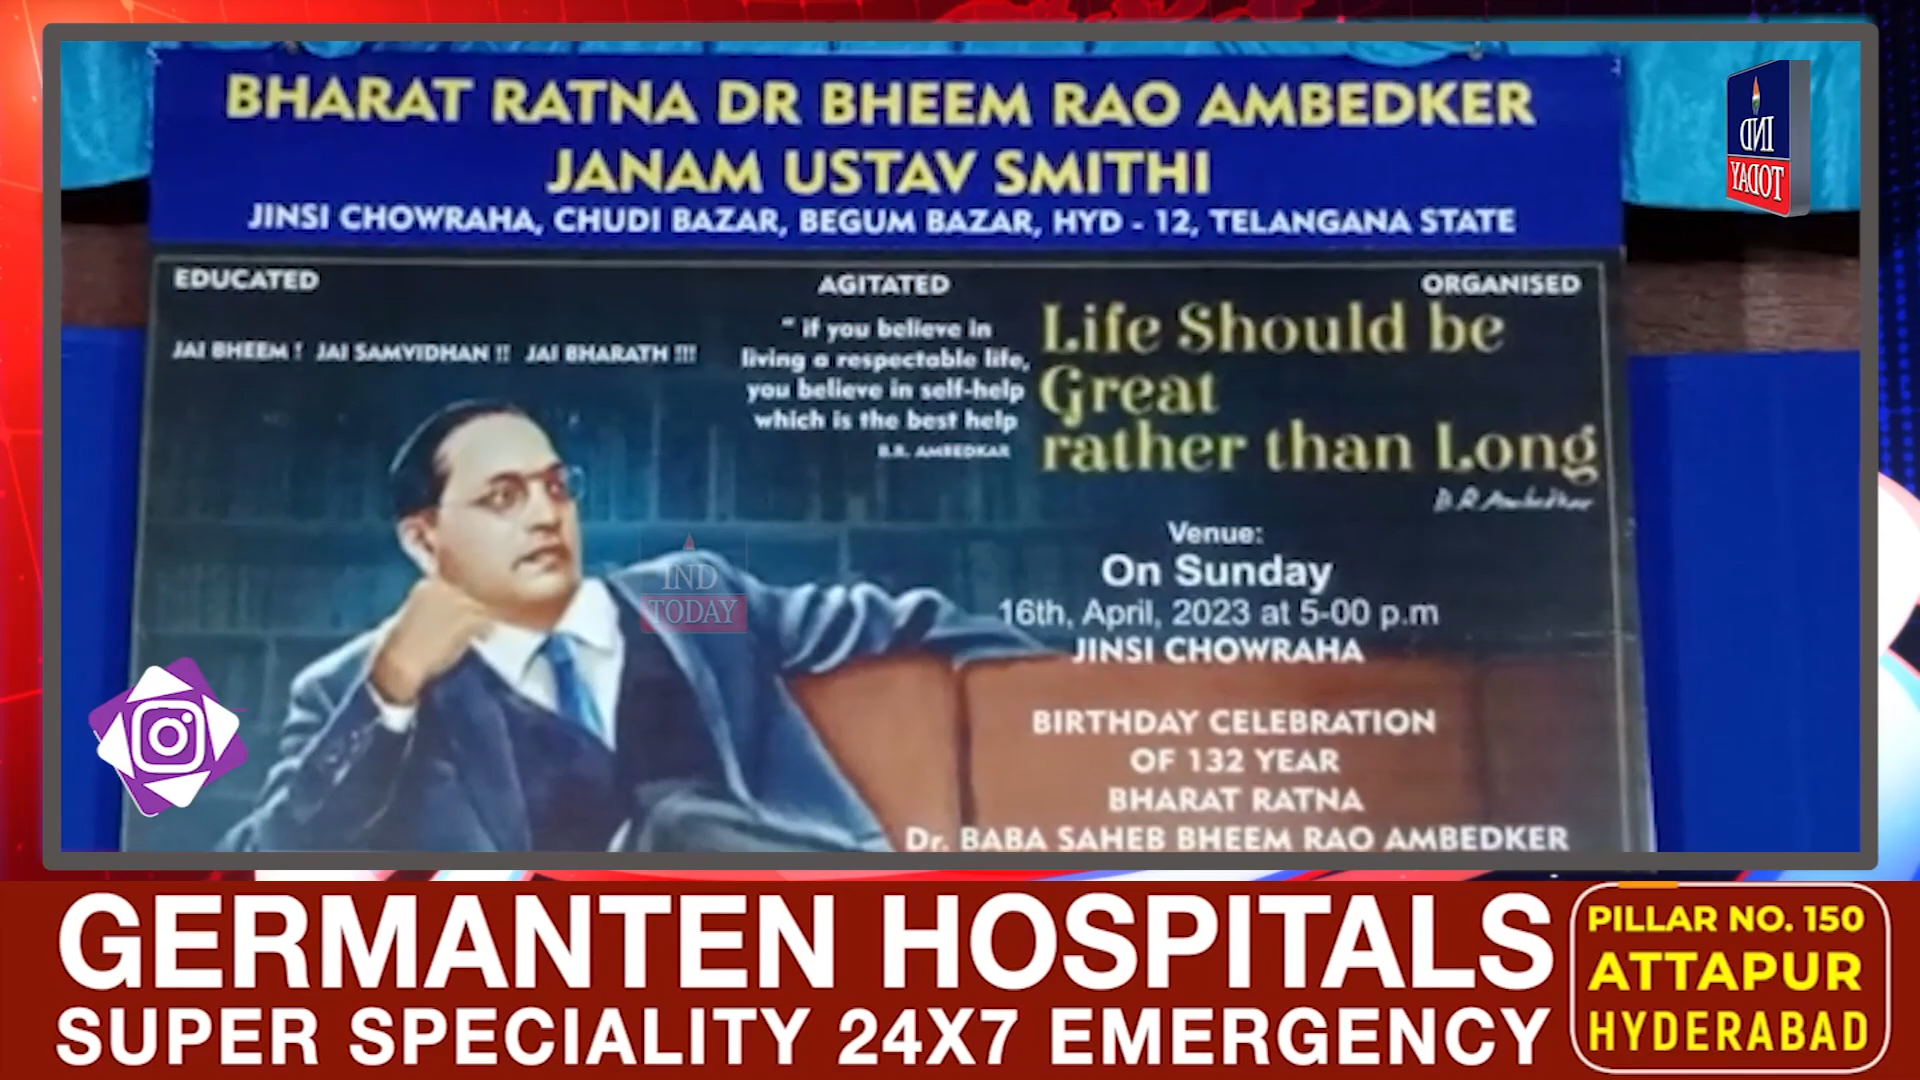 BHARAT RATNA DR BHEEM RAO AMBEDKER
JANAM USTAV SMITHI
JINSI CHOWRAHA, CHUDI BAZAR, BEGUM BAZAR, HYD - 12, TELANGANA STATE
IND
TODAY
EDUCATED
AGITATED
ORGANISED
JAI BHEEM ! JAI SAMVIDHAN !! JAI BHARATH !!!
" if you believe in
living a respectable life,
you believe in self-help
which is the best help
B.R. AMBEDKAR
Life Should be
Great
rather than Long
B R Ambedkar
Venue:
On Sunday
16th, April, 2023 at 5-00 p.m
JINSI CHOWRAHA
IND
TODAY
BIRTHDAY CELEBRATION
OF 132 YEAR
BHARAT RATNA
Dr. BABA SAHEB BHEEM RAO AMBEDKER
GERMANTEN HOSPITALS
SUPER SPECIALITY 24X7 EMERGENCY
PILLAR NO. 150
ATTAPUR
HYDERABAD